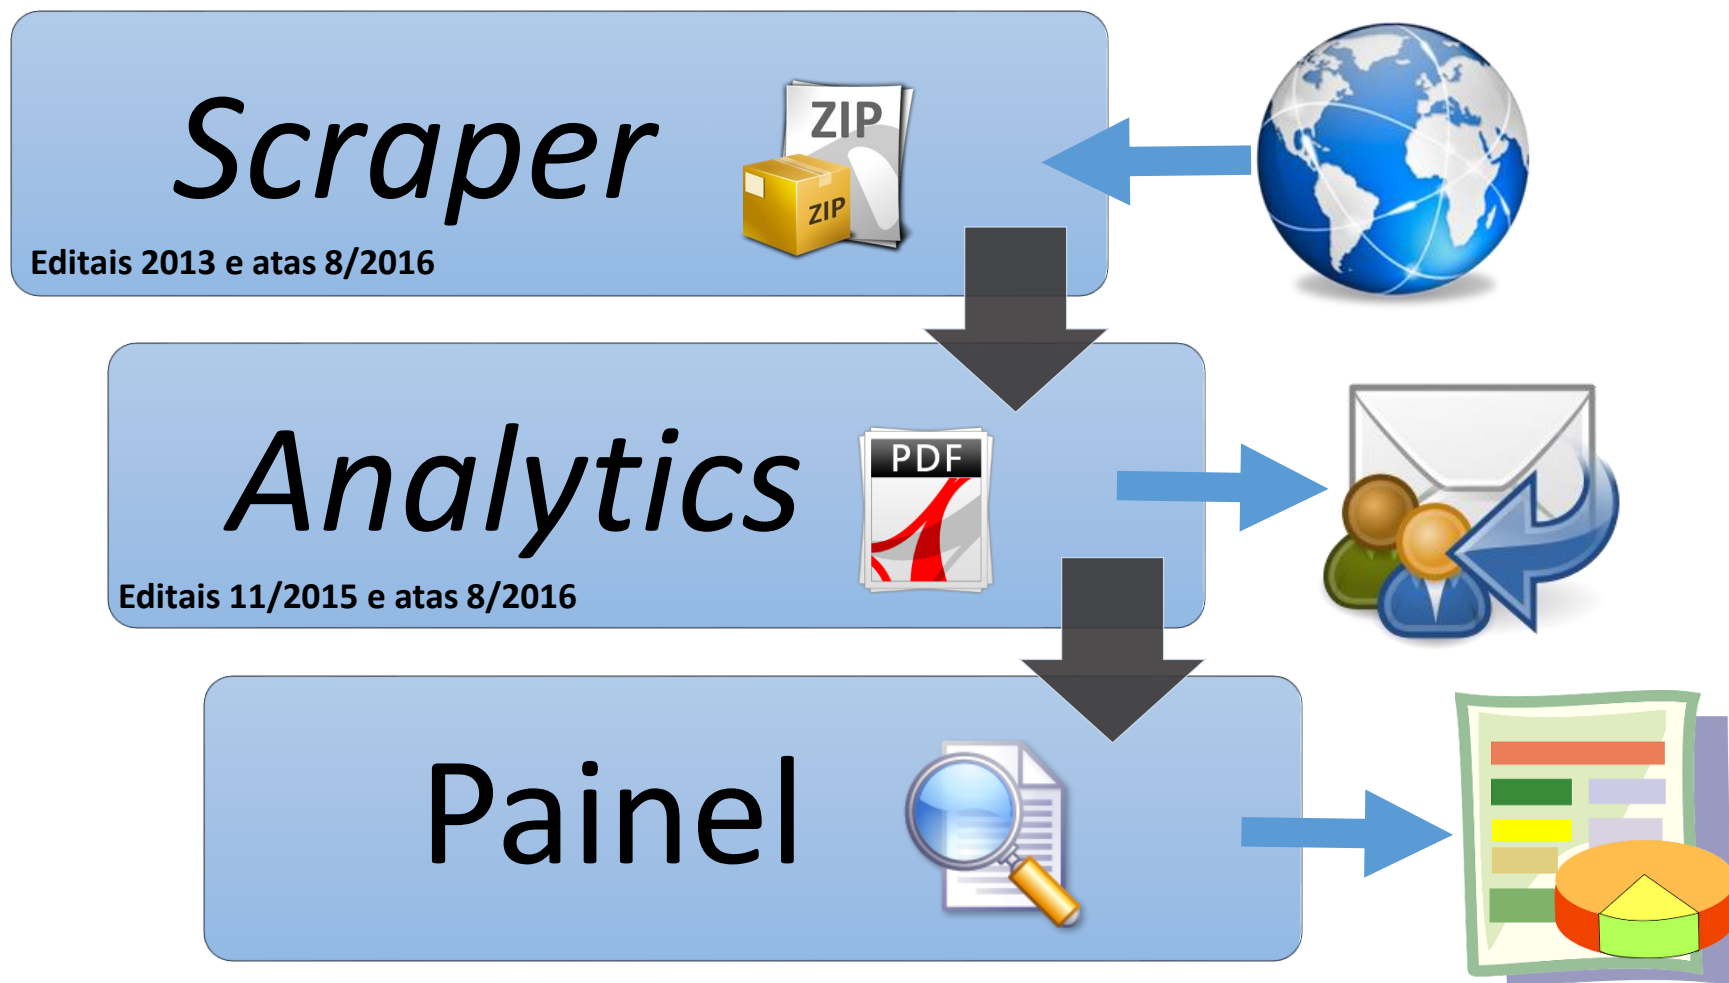 Scraper
ZIP
ZIP
Editais 2013 e atas 8/2016
Analytics
PDF
Editais 11/2015 e atas 8/2016
Painel